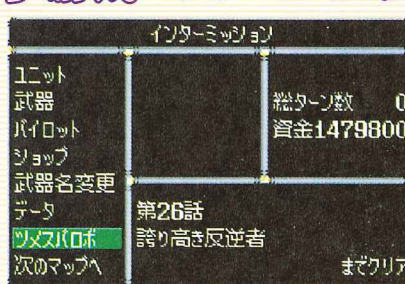 インターミッション
ユニット
武器
パイロット
ショップ
武器名変更
データ
ツメスパロボ
次のマップへ
総ターン数 0
資金1479800
第26話
誇り高き反逆者
までクリア